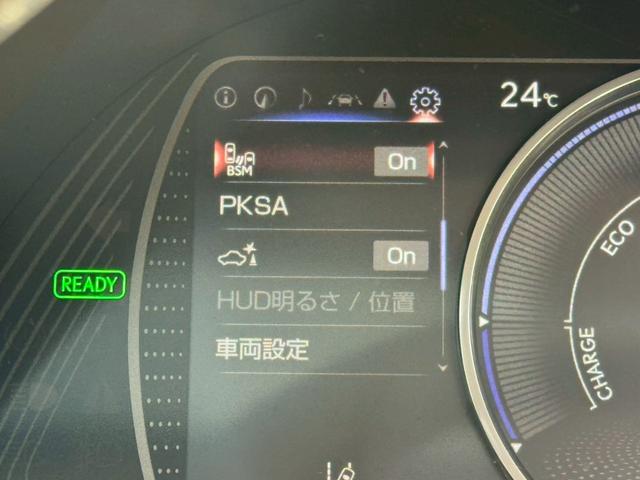 24℃
BSM On
PKSA
On
READY
HUD明るさ / 位置
車両設定
ECO
CHARGE